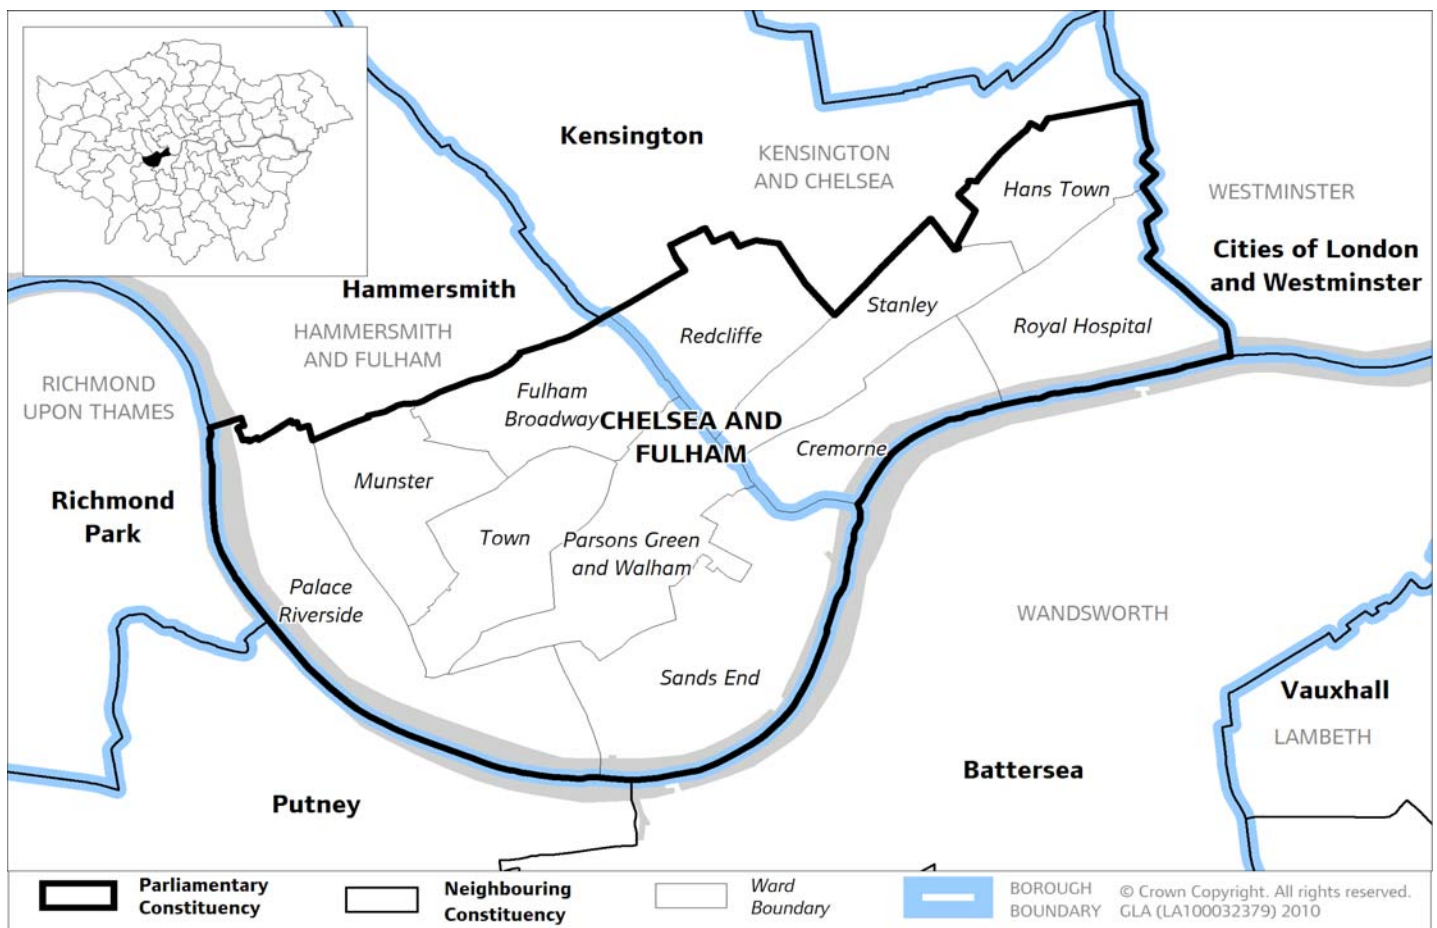 Kensington
KENSINGTON
AND CHELSEA
Hans Town
WESTMINSTER
Cities of London
and Westminster
Hammersmith
HAMMERSMITH
AND FULHAM
Redcliffe
Stanley
Royal Hospital
RICHMOND
UPON THAMES
Fulham
Broadway
CHELSEA AND
FULHAM
Cremorne
Munster
Richmond
Park
Town
Parsons Green
and Walham
Palace
Riverside
WANDSWORTH
Sands End
Vauxhall
LAMBETH
Battersea
Putney
Parliamentary
Constituency
Neighbouring
Constituency
Ward
Boundary
BOROUGH
BOUNDARY
© Crown Copyright. All rights reserved.
GLA (LA100032379) 2010